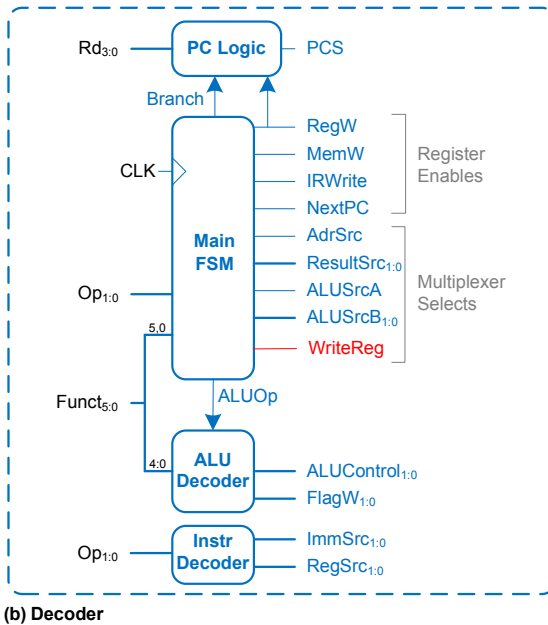 Rd3:0
PC Logic
PCS
Branch
RegW
MemW
Register
Enables
CLK
IRWrite
NextPC
Main
FSM
AdrSrc
ResultSrc1:0
Multiplexer
Selects
Op1:0
ALUSrcA
ALUSrcB1:0
5,0
WriteReg
Funct5:0
ALUOp
4:0
ALU
Decoder
ALUControl1:0
FlagW1:0
Op1:0
Instr
Decoder
ImmSrc1:0
RegSrc1:0
(b) Decoder